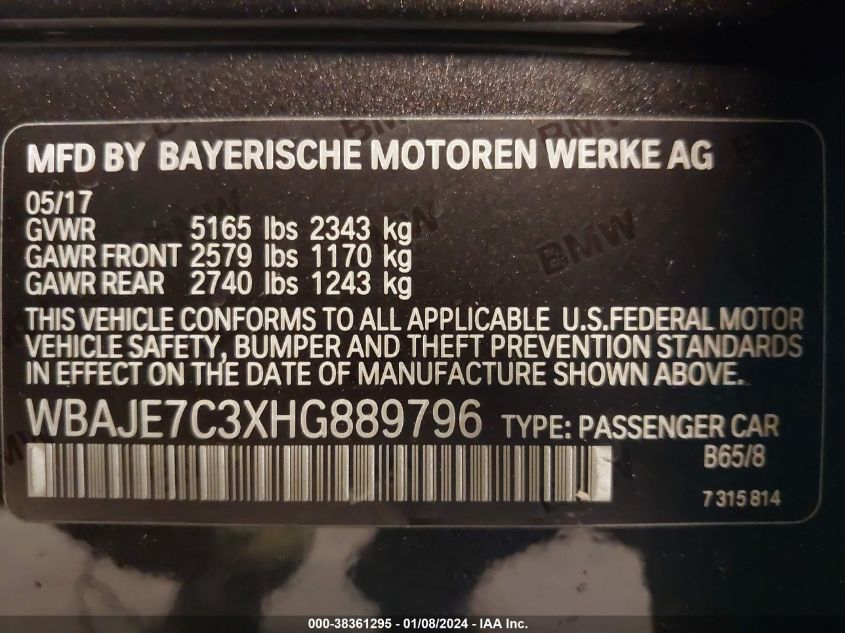 MFD BY BAYERISCHE MOTOREN WERKE AG
05/17
GVWR 5165 lbs 2343 kg
GAWR FRONT 2579 lbs 1170 kg
GAWR REAR 2740 lbs 1243 kg
THIS VEHICLE CONFORMS TO ALL APPLICABLE U.S.FEDERAL MOTOR
VEHICLE SAFETY, BUMPER AND THEFT PREVENTION STANDARDS
IN EFFECT ON THE DATE OF MANUFACTURE SHOWN ABOVE.
WBAJE7C3XHG889796 TYPE: PASSENGER CAR
B65/8
7 315 814
BMW
BMW
BMW
BMW
000-38361295 - 01/08/2024 - IAA Inc.